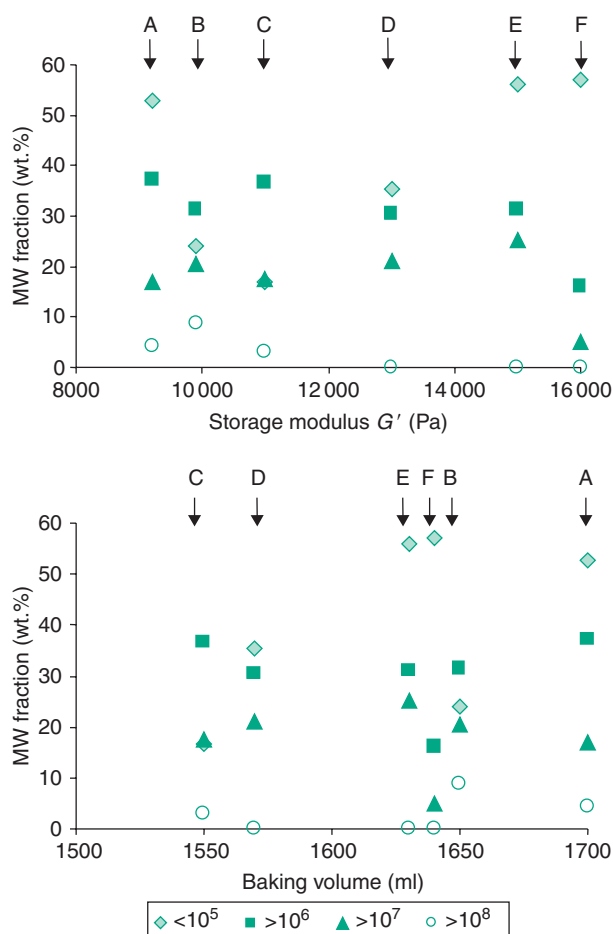 A B C D E F
60
50
40
30
20
10
0
MW fraction (wt.%)
8000 10 000 12 000 14 000 16 000
Storage modulus G′ (Pa)
C D E F B A
60
50
40
30
20
10
0
MW fraction (wt.%)
1500 1550 1600 1650 1700
Baking volume (ml)
<10⁵ >10⁶ >10⁷ >10⁸